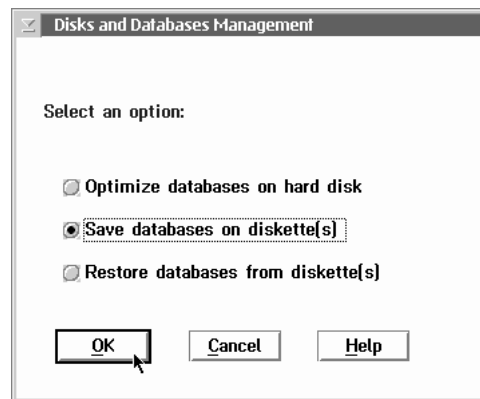 Disks and Databases Management
Select an option:
Optimize databases on hard disk
Save databases on diskette(s)
Restore databases from diskette(s)
OK Cancel Help